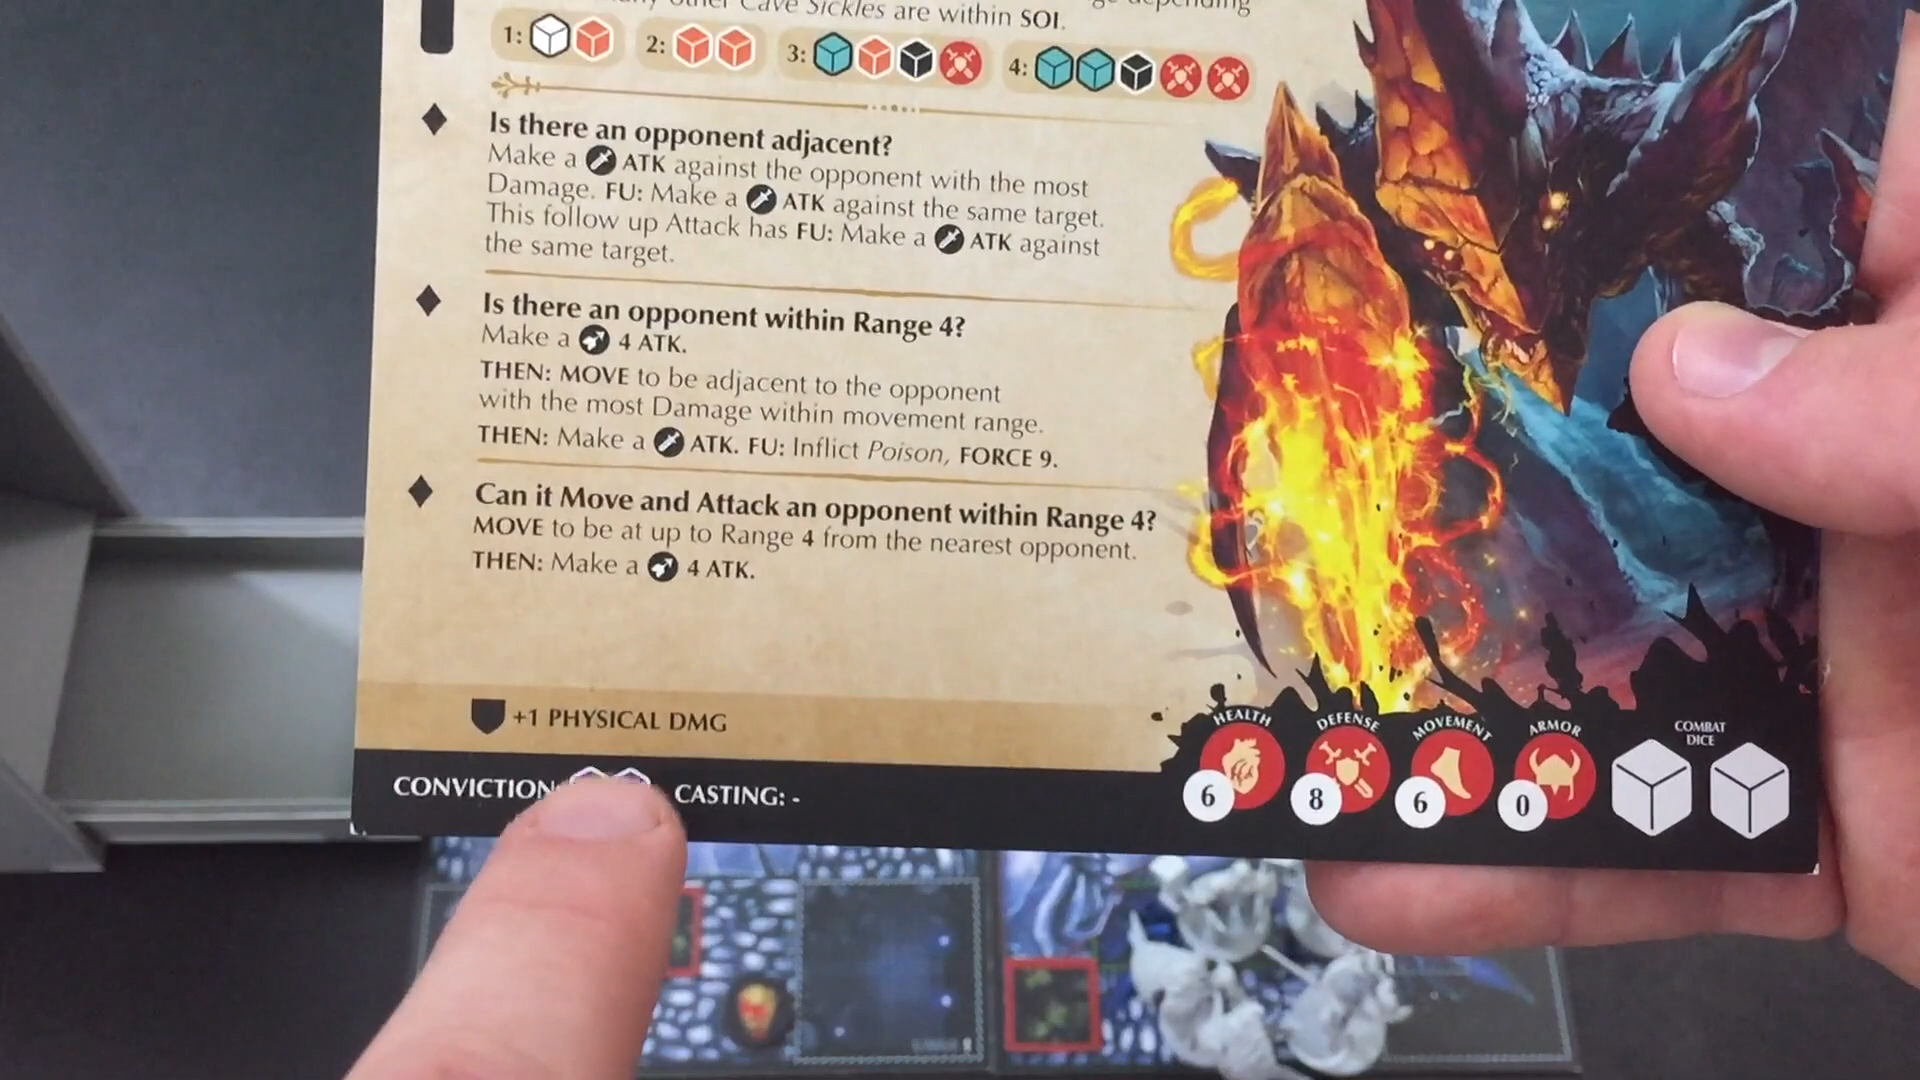 other Cave Sickles are within SOI.
depending
1:
2:
3:
4:
Is there an opponent adjacent?
Make a ATK against the opponent with the most
Damage. FU: Make a ATK against the same target.
This follow up Attack has FU: Make a ATK against
the same target.
Is there an opponent within Range 4?
Make a 4 ATK.
THEN: MOVE to be adjacent to the opponent
with the most Damage within movement range.
THEN: Make a ATK. FU: Inflict Poison, FORCE 9.
Can it Move and Attack an opponent within Range 4?
MOVE to be at up to Range 4 from the nearest opponent.
THEN: Make a 4 ATK.
+1 PHYSICAL DMG
CONVICTION
CASTING: -
HEALTH
6
DEFENSE
8
MOVEMENT
6
ARMOR
0
COMBAT
DICE